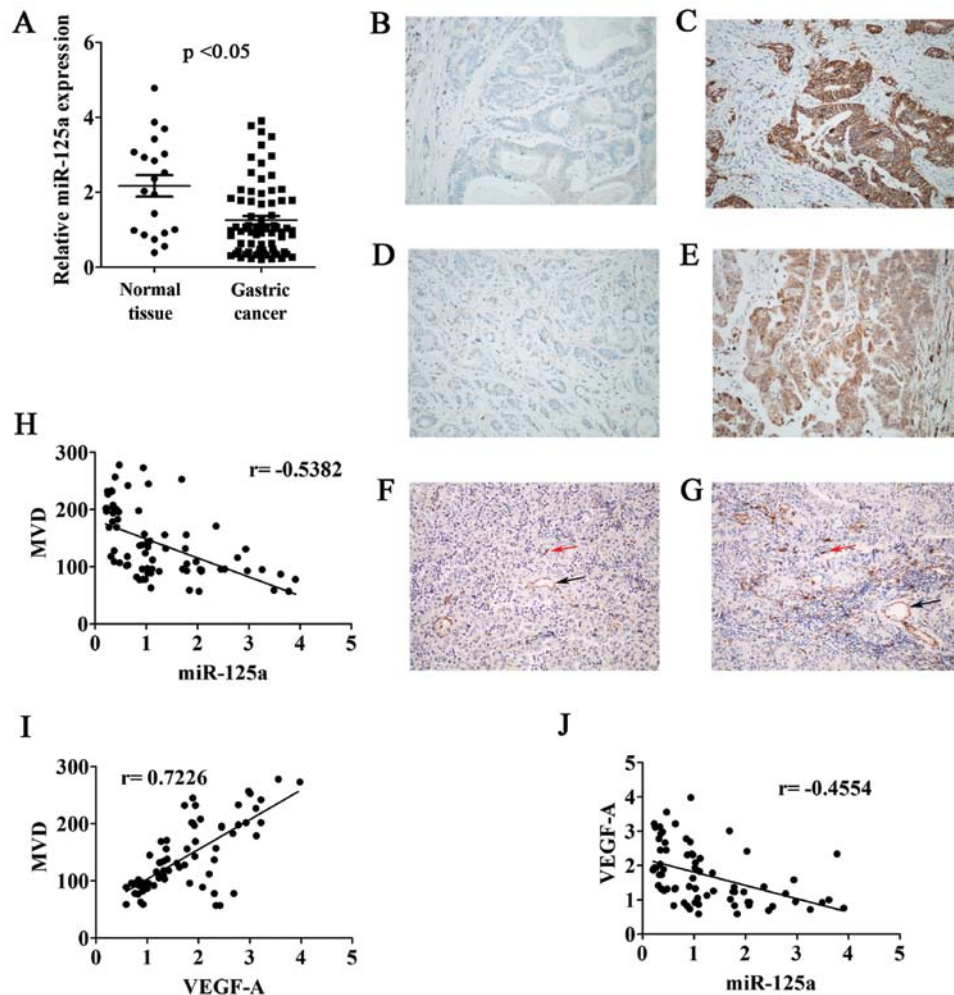 A
p <0.05
Relative miR-125a expression
6
4
2
0
Normal
tissue
Gastric
cancer
B
C
D
E
F
G
H
r= -0.5382
MVD
300
200
100
0
0
1
2
3
4
5
miR-125a
I
r= 0.7226
MVD
300
200
100
0
0
1
2
3
4
5
VEGF-A
J
r= -0.4554
VEGF-A
5
4
3
2
1
0
0
1
2
3
4
5
miR-125a